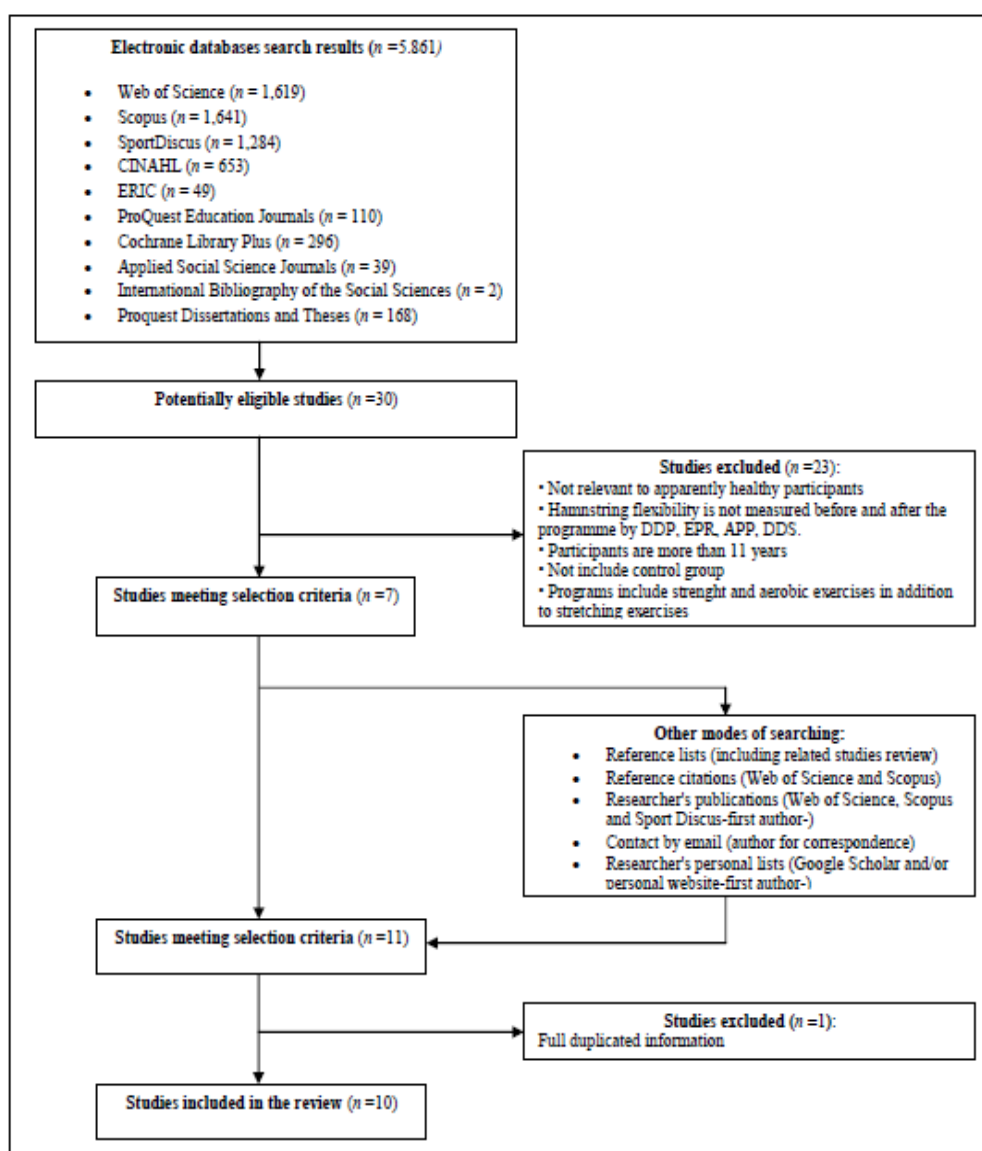 Electronic databases search results (n =5.861)
• Web of Science (n = 1,619)
• Scopus (n = 1,641)
• SportDiscus (n = 1,284)
• CINAHL (n = 653)
• ERIC (n = 49)
• ProQuest Education Journals (n = 110)
• Cochrane Library Plus (n = 296)
• Applied Social Science Journals (n = 39)
• International Bibliography of the Social Sciences (n = 2)
• Proquest Dissertations and Theses (n = 168)
Potentially eligible studies (n =30)
Studies excluded (n =23):
• Not relevant to apparently healthy participants
• Hamnstring flexibility is not measured before and after the
programme by DDP, EPR, APP, DDS.
• Participants are more than 11 years
• Not include control group
• Programs include strenght and aerobic exercises in addition
to stretching exercises
Studies meeting selection criteria (n =7)
Other modes of searching:
• Reference lists (including related studies review)
• Reference citations (Web of Science and Scopus)
• Researcher's publications (Web of Science, Scopus
and Sport Discus-first author-)
• Contact by email (author for correspondence)
• Researcher's personal lists (Google Scholar and/or
personal website-first author-)
Studies meeting selection criteria (n =11)
Studies excluded (n =1):
Full duplicated information
Studies included in the review (n =10)